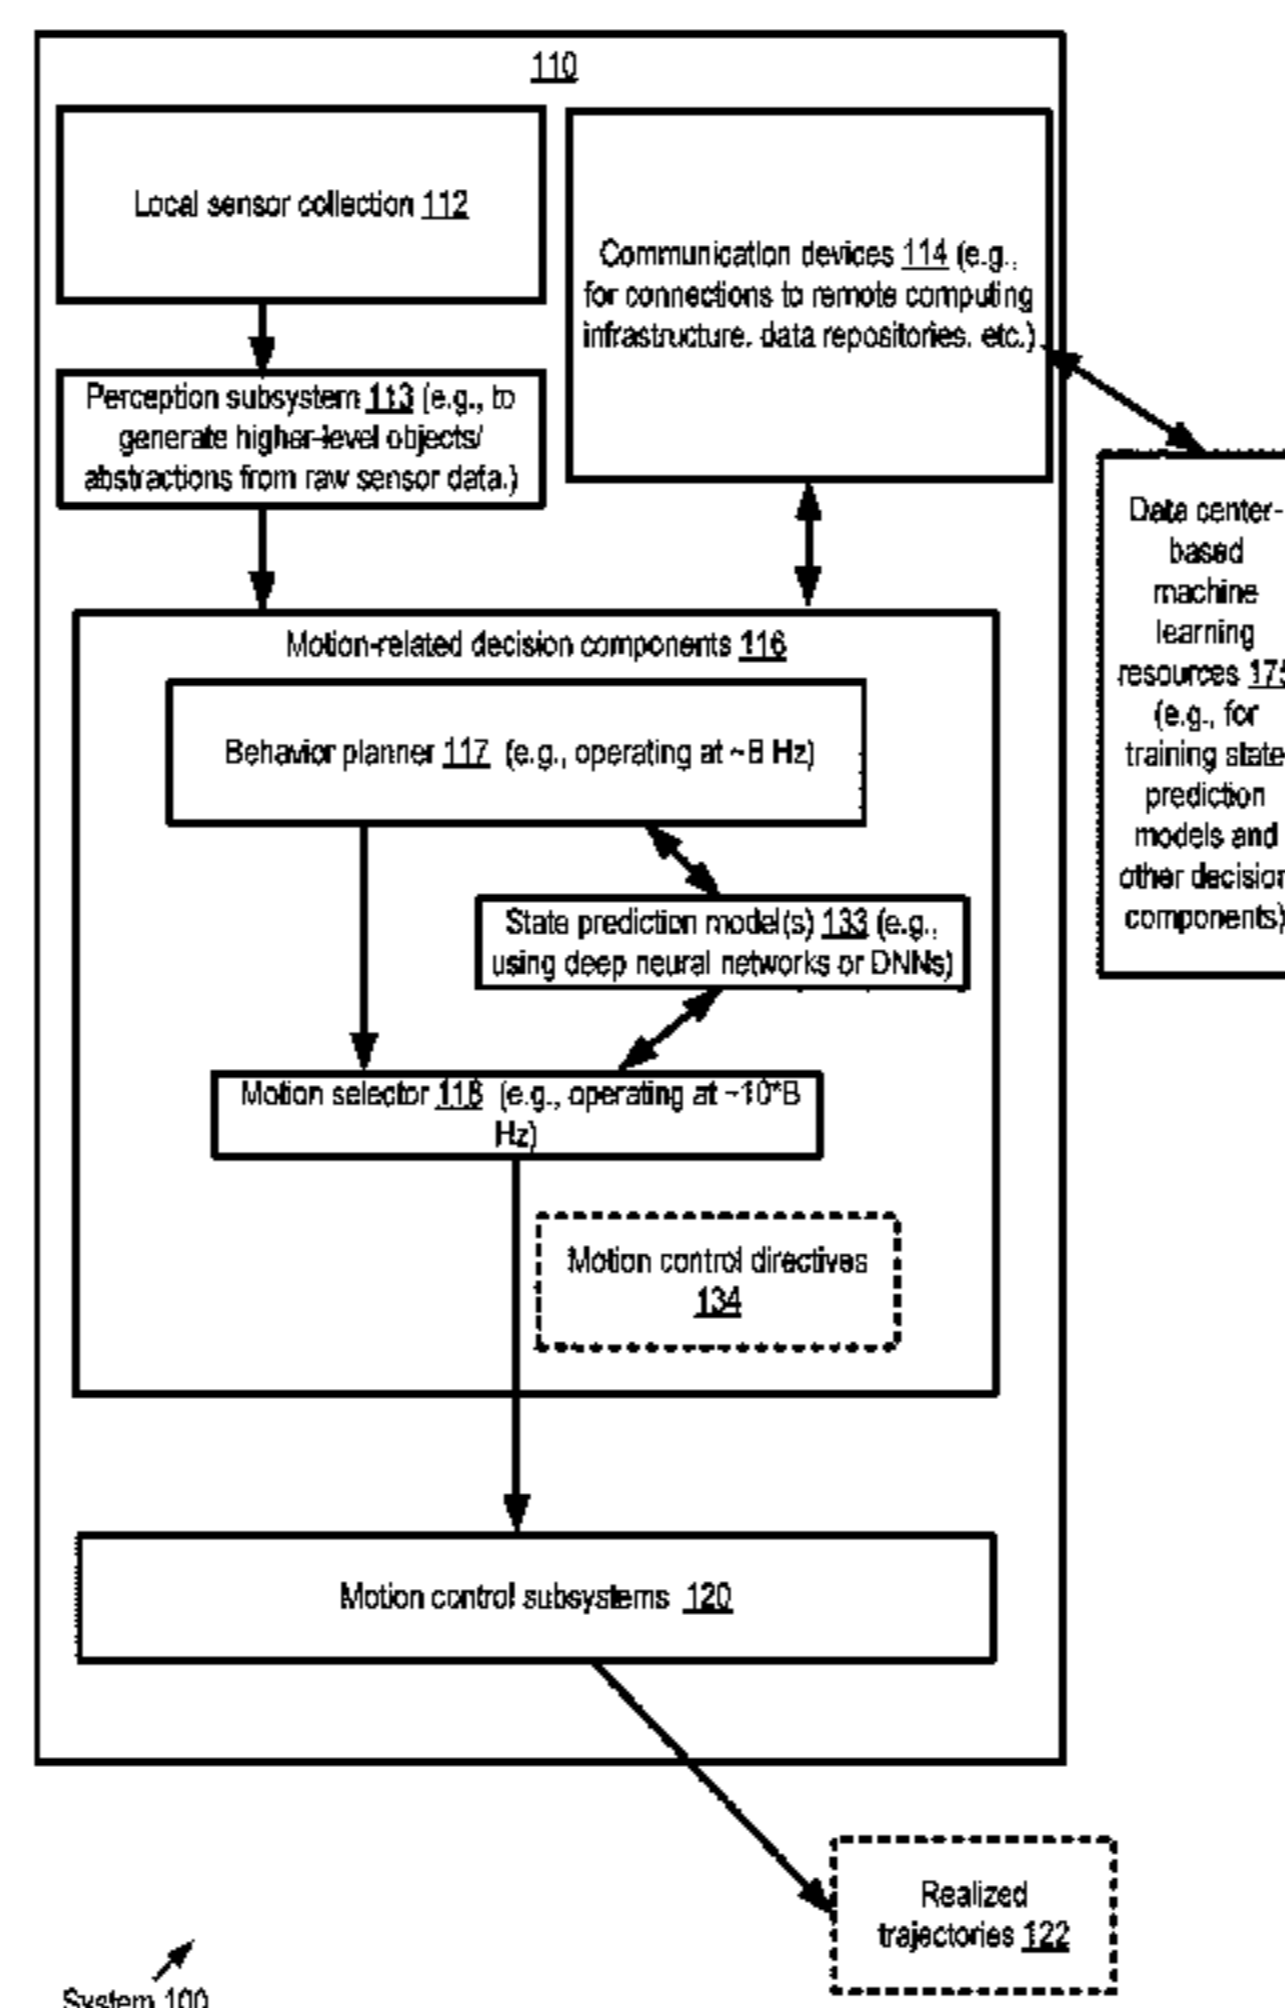 110
Local sensor collection 112
Communication devices 114 (e.g.,
for connections to remote computing
infrastructure, data repositories, etc.)
Perception subsystem 113 (e.g., to
generate higher-level objects/
abstractions from raw sensor data.)
Data center-
based
machine
learning
resources 175
(e.g., for
training state
prediction
models and
other decision
components)
Motion-related decision components 116
Behavior planner 117 (e.g., operating at ~B Hz)
State prediction model(s) 133 (e.g.,
using deep neural networks or DNNs)
Motion selector 118 (e.g., operating at ~10*B
Hz)
Motion control directives
134
Motion control subsystems 120
Realized
trajectories 122
System 100